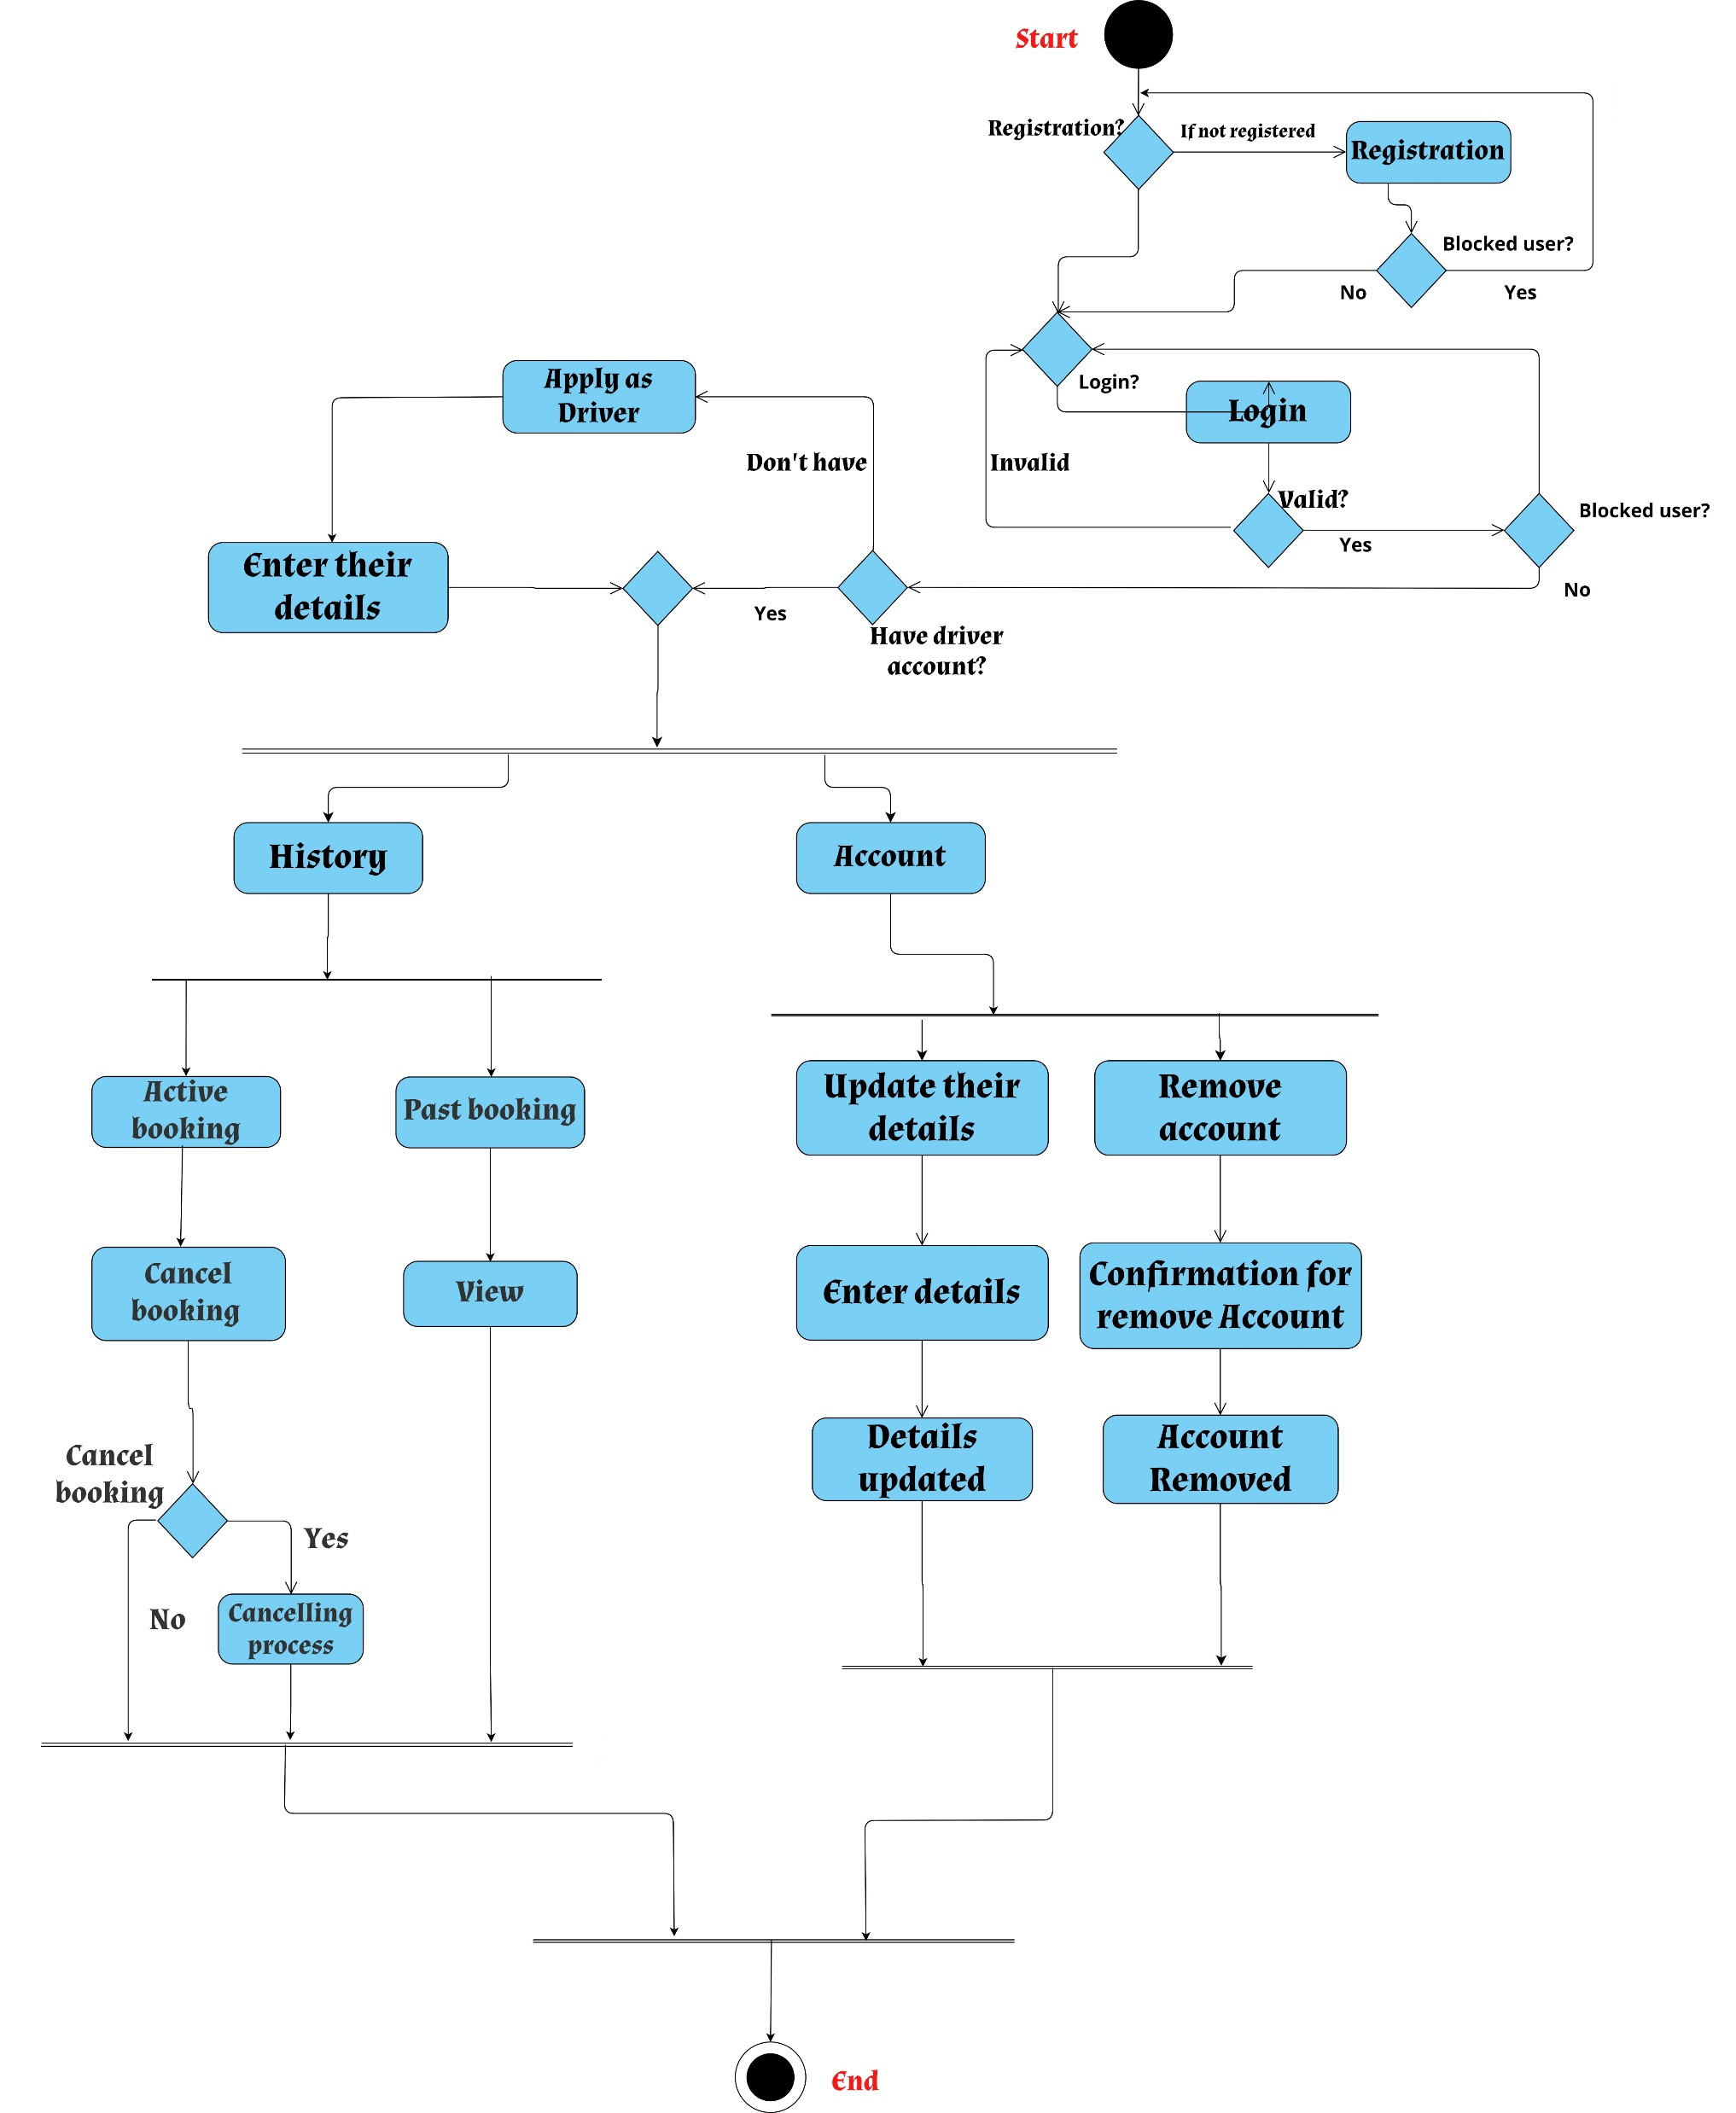 Start
Registration?
If not registered
Registration
Blocked user?
No
Yes
Login?
Login
Apply as
Driver
Don't have
Invalid
Valid?
Yes
Blocked user?
No
Enter their
details
Yes
Have driver
account?
History
Account
Active
booking
Past booking
Update their
details
Remove
account
Cancel
booking
View
Enter details
Confirmation for
remove Account
Details
updated
Account
Removed
Cancel
booking
Yes
No
Cancelling
process
End